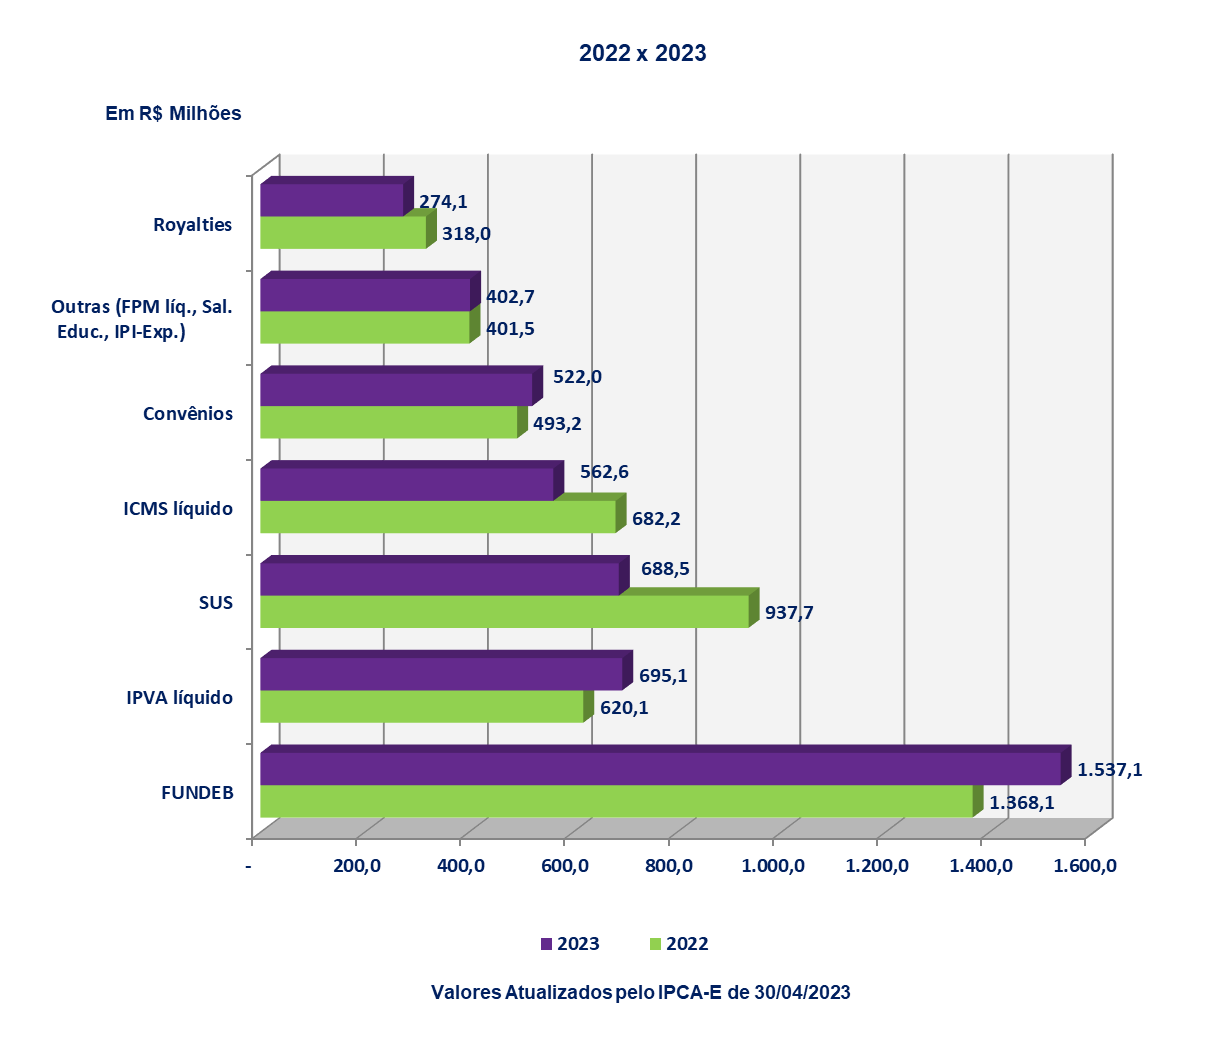 2022 x 2023
Em R$ Milhões
Royalties
274,1
318,0
Outras (FPM líq., Sal.
Educ., IPI-Exp.)
402,7
401,5
Convênios
522,0
493,2
ICMS líquido
562,6
682,2
SUS
688,5
937,7
IPVA líquido
695,1
620,1
FUNDEB
1.537,1
1.368,1
- 200,0 400,0 600,0 800,0 1.000,0 1.200,0 1.400,0 1.600,0
2023 2022
Valores Atualizados pelo IPCA-E de 30/04/2023